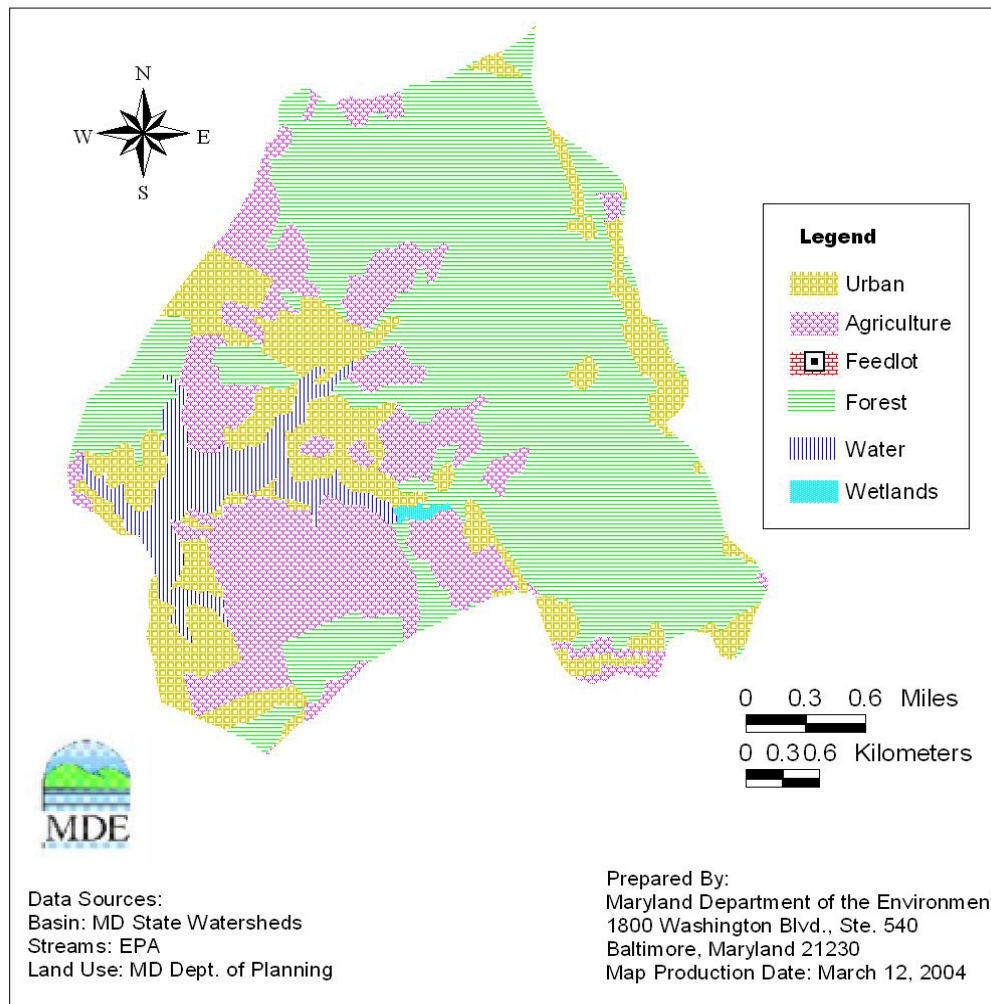 N
W E
S
Legend
Urban
Agriculture
Feedlot
Forest
Water
Wetlands
0 0.3 0.6 Miles
0 0.3 0.6 Kilometers
MDE
Data Sources:
Basin: MD State Watersheds
Streams: EPA
Land Use: MD Dept. of Planning
Prepared By:
Maryland Department of the Environmen
1800 Washington Blvd., Ste. 540
Baltimore, Maryland 21230
Map Production Date: March 12, 2004